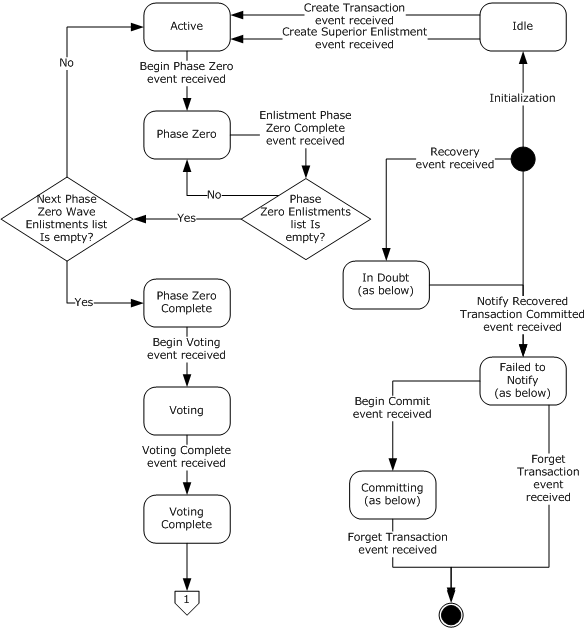 Active
Create Transaction
event received
Create Superior Enlistment
event received
Idle
No
Begin Phase Zero
event received
Initialization
Phase Zero
Enlistment Phase
Zero Complete
event received
Recovery
event received
No
Next Phase
Zero Wave
Enlistments list
Is empty?
Yes
Phase
Zero Enlistments
list Is
empty?
In Doubt
(as below)
Yes
Phase Zero
Complete
Notify Recovered
Transaction Committed
event received
Begin Voting
event received
Failed to
Notify
(as below)
Voting
Begin Commit
event received
Voting Complete
event received
Forget
Transaction
event
received
Committing
(as below)
Voting
Complete
Forget Transaction
event received
1